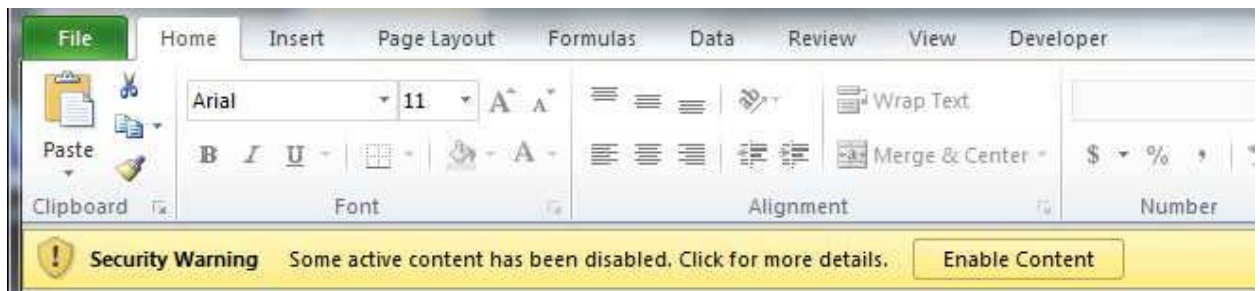 File Home Insert Page Layout Formulas Data Review View Developer
Arial 11 A A Wrap Text
Paste B I U A a Merge & Center $ % ,
Clipboard Font Alignment Number
! Security Warning Some active content has been disabled. Click for more details. Enable Content